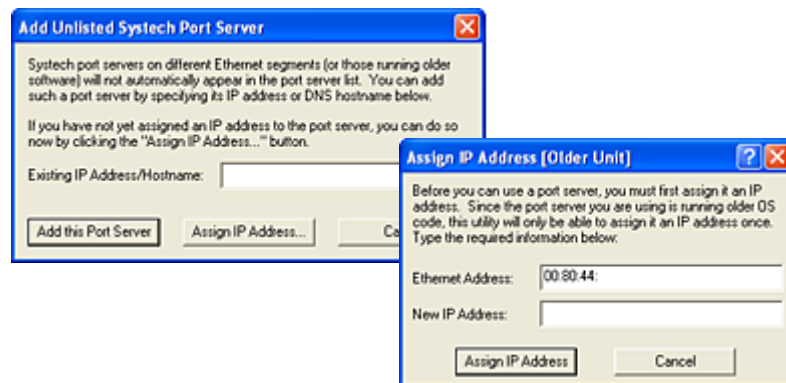 Add Unlisted Systech Port Server
Systech port servers on different Ethernet segments (or those running older
software) will not automatically appear in the port server list. You can add
such a port server by specifying its IP address or DNS hostname below.
If you have not yet assigned an IP address to the port server, you can do so
now by clicking the "Assign IP Address..." button.
Existing IP Address/Hostname:
Add this Port Server
Assign IP Address...
Ca
Assign IP Address [Older Unit]
Before you can use a port server, you must first assign it an IP
address. Since the port server you are using is running older OS
code, this utility will only be able to assign it an IP address once.
Type the required information below:
Ethernet Address:
00:80:44:
New IP Address:
Assign IP Address
Cancel